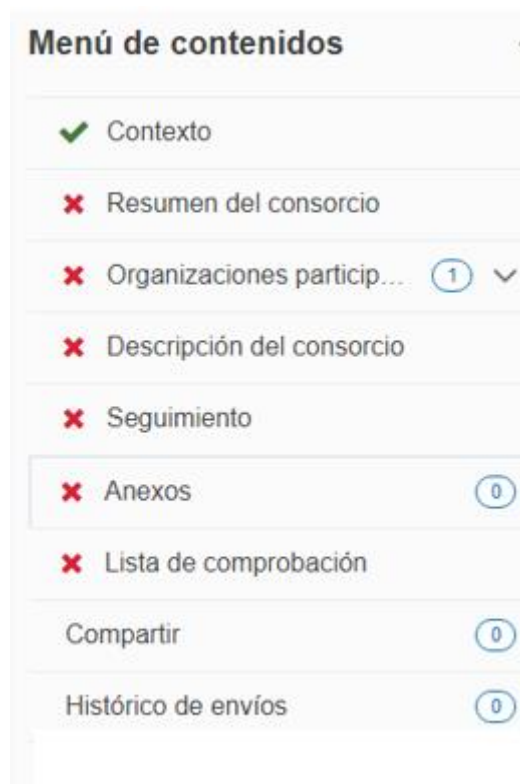 Menú de contenidos
Contexto
Resumen del consorcio
Organizaciones particip... 1
Descripción del consorcio
Seguimiento
Anexos 0
Lista de comprobación
Compartir 0
Histórico de envíos 0